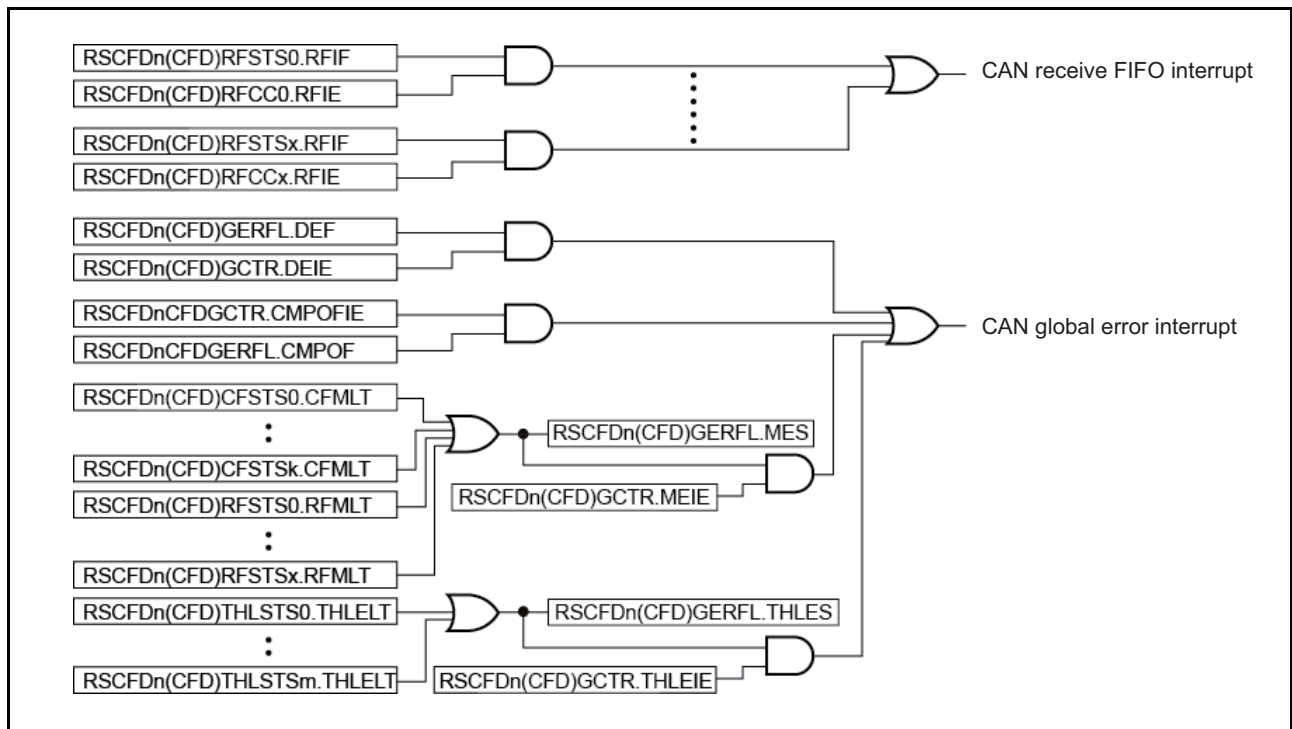 RSCFDn(CFD)RFSTS0.RFIF
RSCFDn(CFD)RFCC0.RFIE
CAN receive FIFO interrupt
RSCFDn(CFD)RFSTSx.RFIF
RSCFDn(CFD)RFCCx.RFIE
RSCFDn(CFD)GERFL.DEF
RSCFDn(CFD)GCTR.DEIE
RSCFDnCFDGCTR.CMPOFIE
RSCFDnCFDGERFL.CMPOF
CAN global error interrupt
RSCFDn(CFD)CFSTS0.CFMLT
RSCFDn(CFD)CFSTSk.CFMLT
RSCFDn(CFD)RFSTS0.RFMLT
RSCFDn(CFD)RFSTSx.RFMLT
RSCFDn(CFD)GERFL.MES
RSCFDn(CFD)GCTR.MEIE
RSCFDn(CFD)THLSTS0.THLELT
RSCFDn(CFD)THLSTSm.THLELT
RSCFDn(CFD)GERFL.THLES
RSCFDn(CFD)GCTR.THLEIE